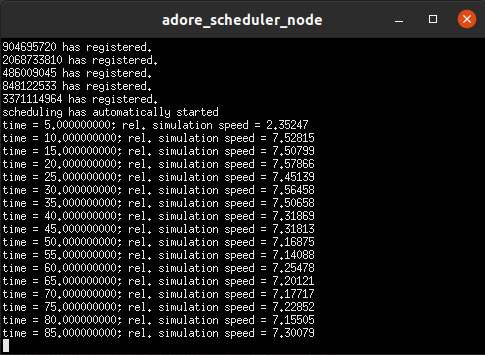 adore_scheduler_node
904695720 has registered.
2068733810 has registered.
486009045 has registered.
848122533 has registered.
3371114964 has registered.
scheduling has automatically started
time = 5.000000000; rel. simulation speed = 2.35247
time = 10.000000000; rel. simulation speed = 7.52815
time = 15.000000000; rel. simulation speed = 7.50799
time = 20.000000000; rel. simulation speed = 7.57866
time = 25.000000000; rel. simulation speed = 7.45139
time = 30.000000000; rel. simulation speed = 7.56458
time = 35.000000000; rel. simulation speed = 7.50658
time = 40.000000000; rel. simulation speed = 7.31869
time = 45.000000000; rel. simulation speed = 7.31813
time = 50.000000000; rel. simulation speed = 7.16875
time = 55.000000000; rel. simulation speed = 7.14088
time = 60.000000000; rel. simulation speed = 7.25478
time = 65.000000000; rel. simulation speed = 7.20121
time = 70.000000000; rel. simulation speed = 7.17717
time = 75.000000000; rel. simulation speed = 7.22852
time = 80.000000000; rel. simulation speed = 7.15505
time = 85.000000000; rel. simulation speed = 7.30079